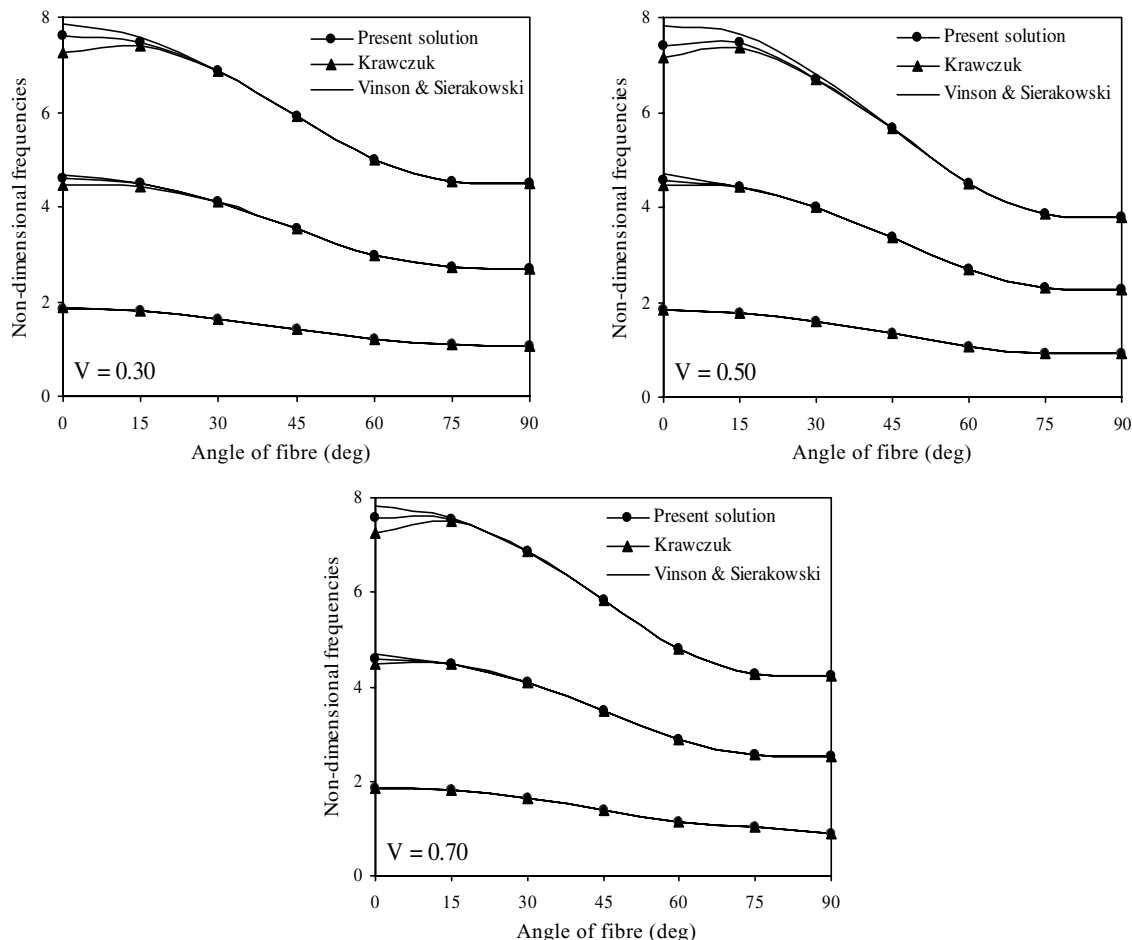 8
6
4
2
0
Non-dimensional frequencies
Present solution
Krawczuk
Vinson & Sierakowski
V = 0.30
0 15 30 45 60 75 90
Angle of fibre (deg)
8
6
4
2
0
Non-dimensional frequencies
Present solution
Krawczuk
Vinson & Sierakowski
V = 0.50
0 15 30 45 60 75 90
Angle of fibre (deg)
8
6
4
2
0
Non-dimensional frequencies
Present solution
Krawczuk
Vinson & Sierakowski
V = 0.70
0 15 30 45 60 75 90
Angle of fibre (deg)